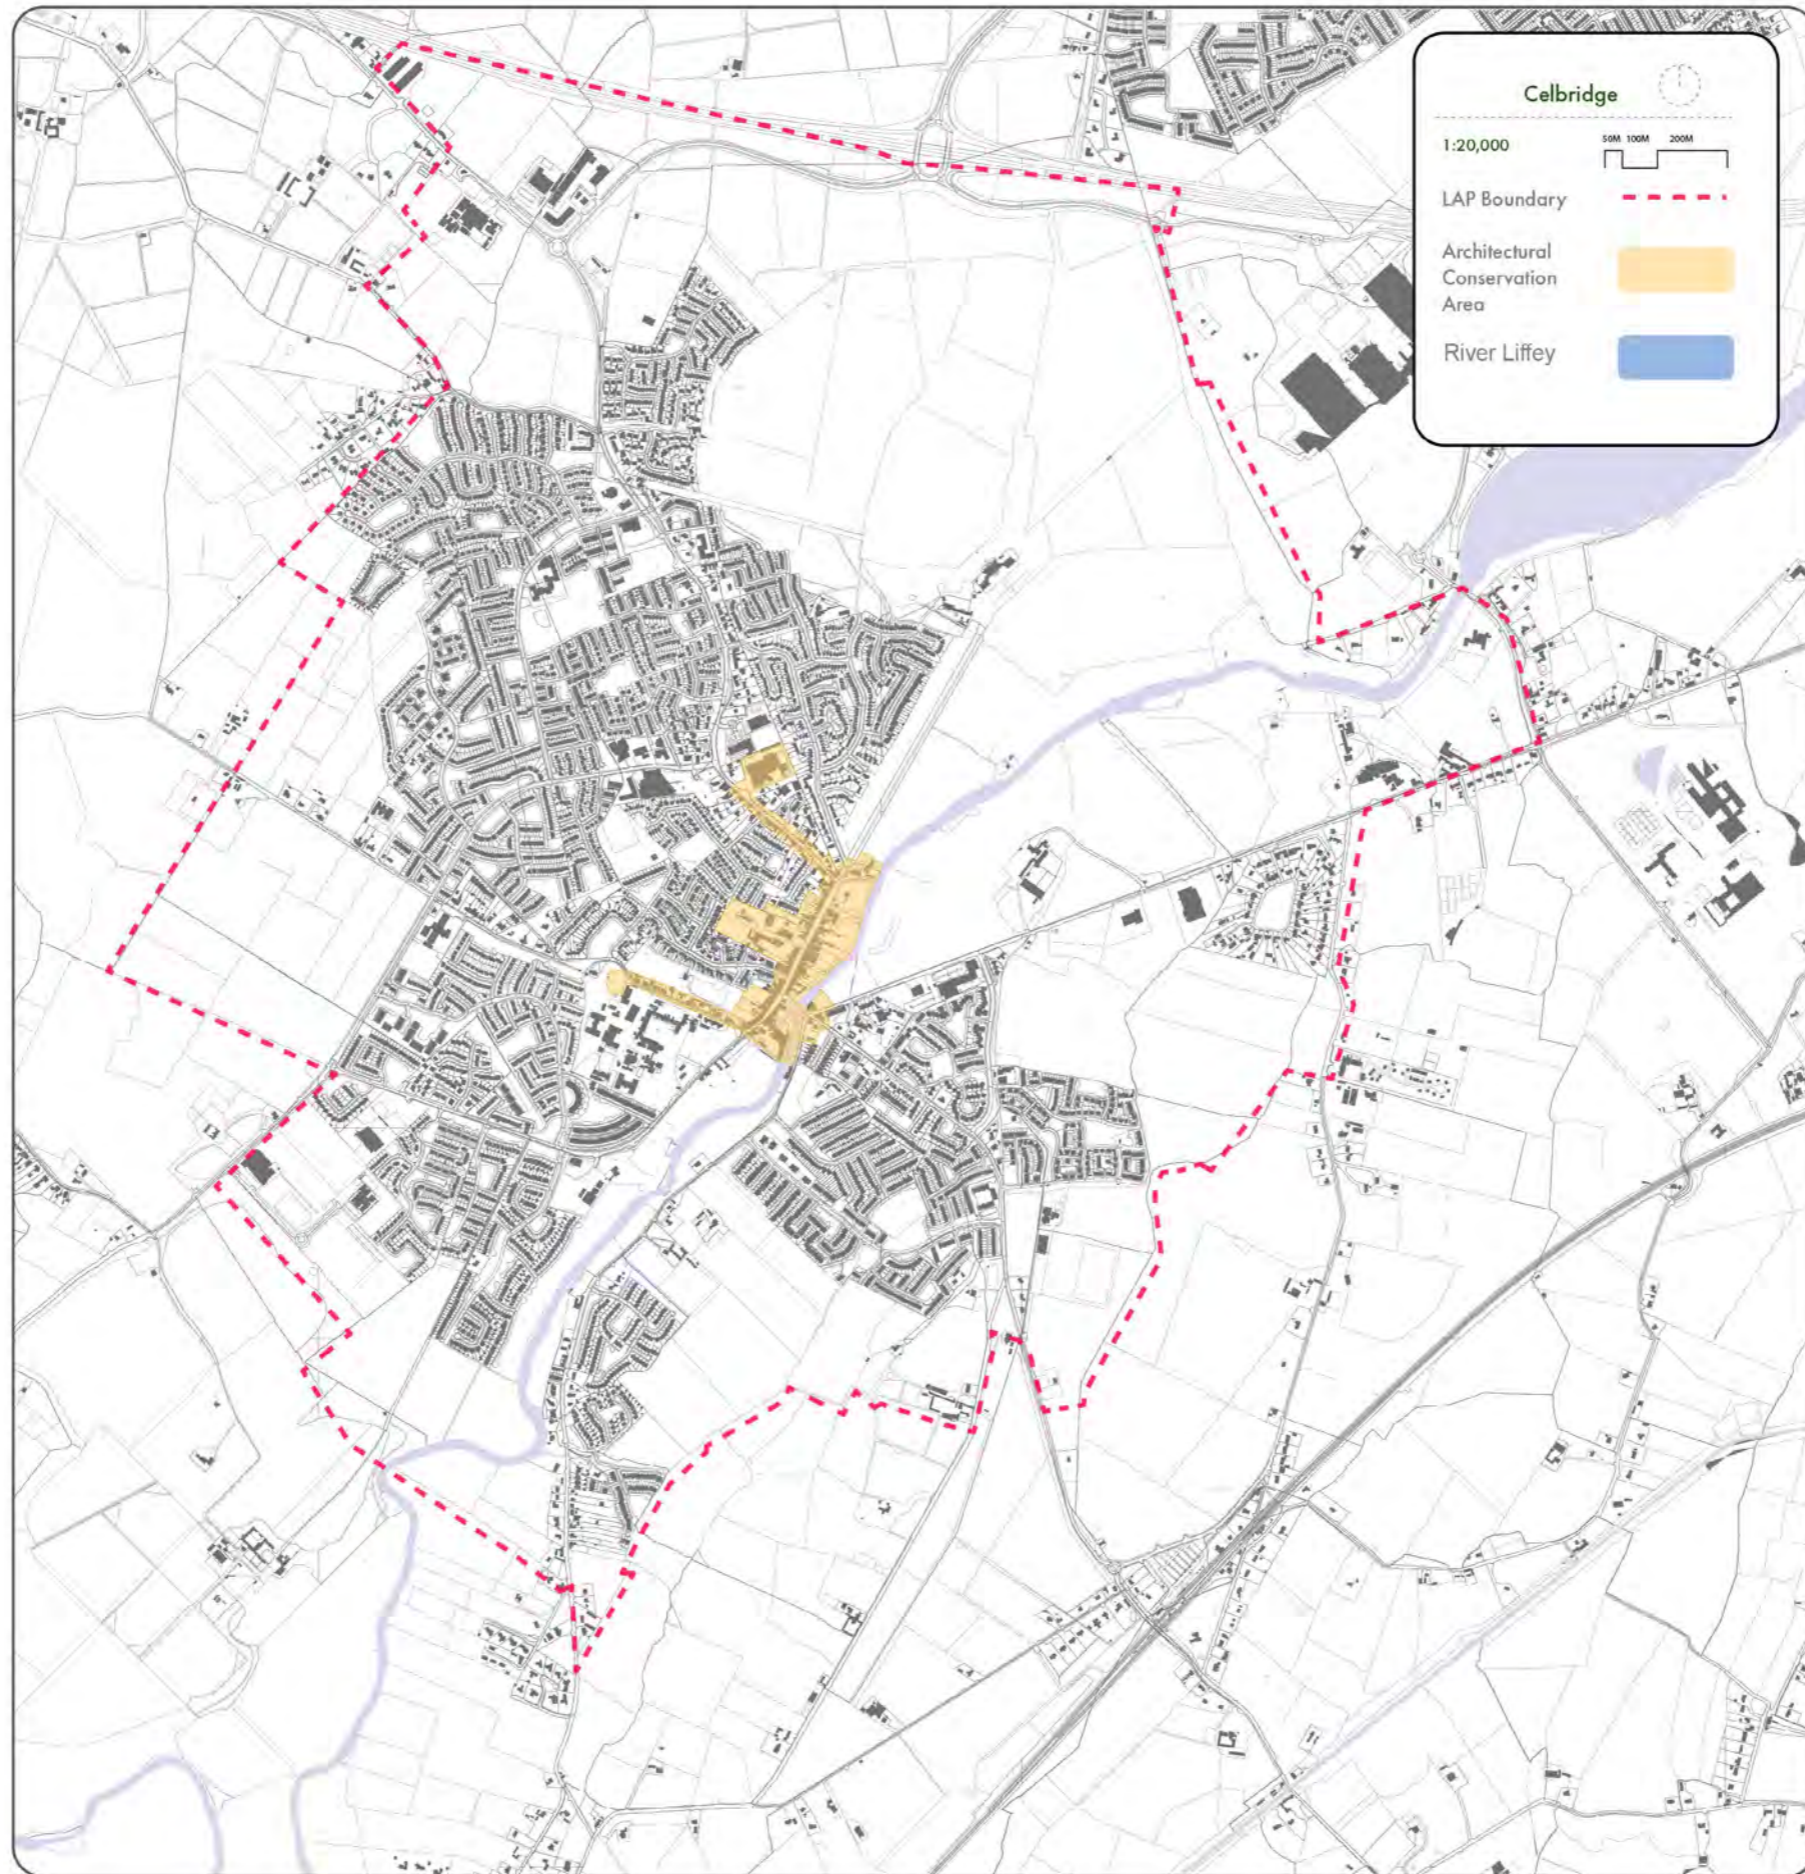 Celbridge
1:20,000
50M 100M 200M
LAP Boundary
Architectural
Conservation
Area
River Liffey